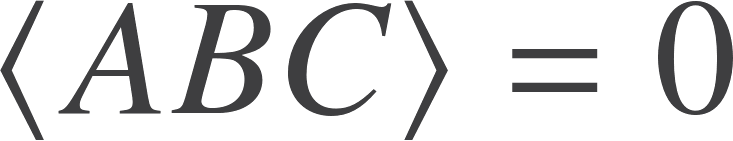 ⟨ABC⟩ = 0